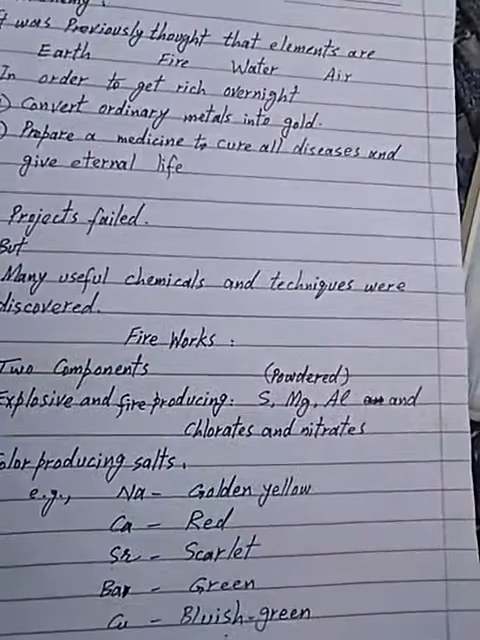 It was Previously thought that elements are
Earth Fire Water Air
In order to get rich overnight
) Convert ordinary metals into gold.
) Prepare a medicine to cure all diseases and
give eternal life
Projects failed.
But
Many useful chemicals and techniques were
discovered.
Fire Works :
Two Components (Powdered)
Explosive and fire producing: S, Mg, Al and
Chlorates and nitrates
olor producing salts.
e.g., Na - Golden yellow
Ca - Red
Sr - Scarlet
Bar - Green
Cu - Bluish-green